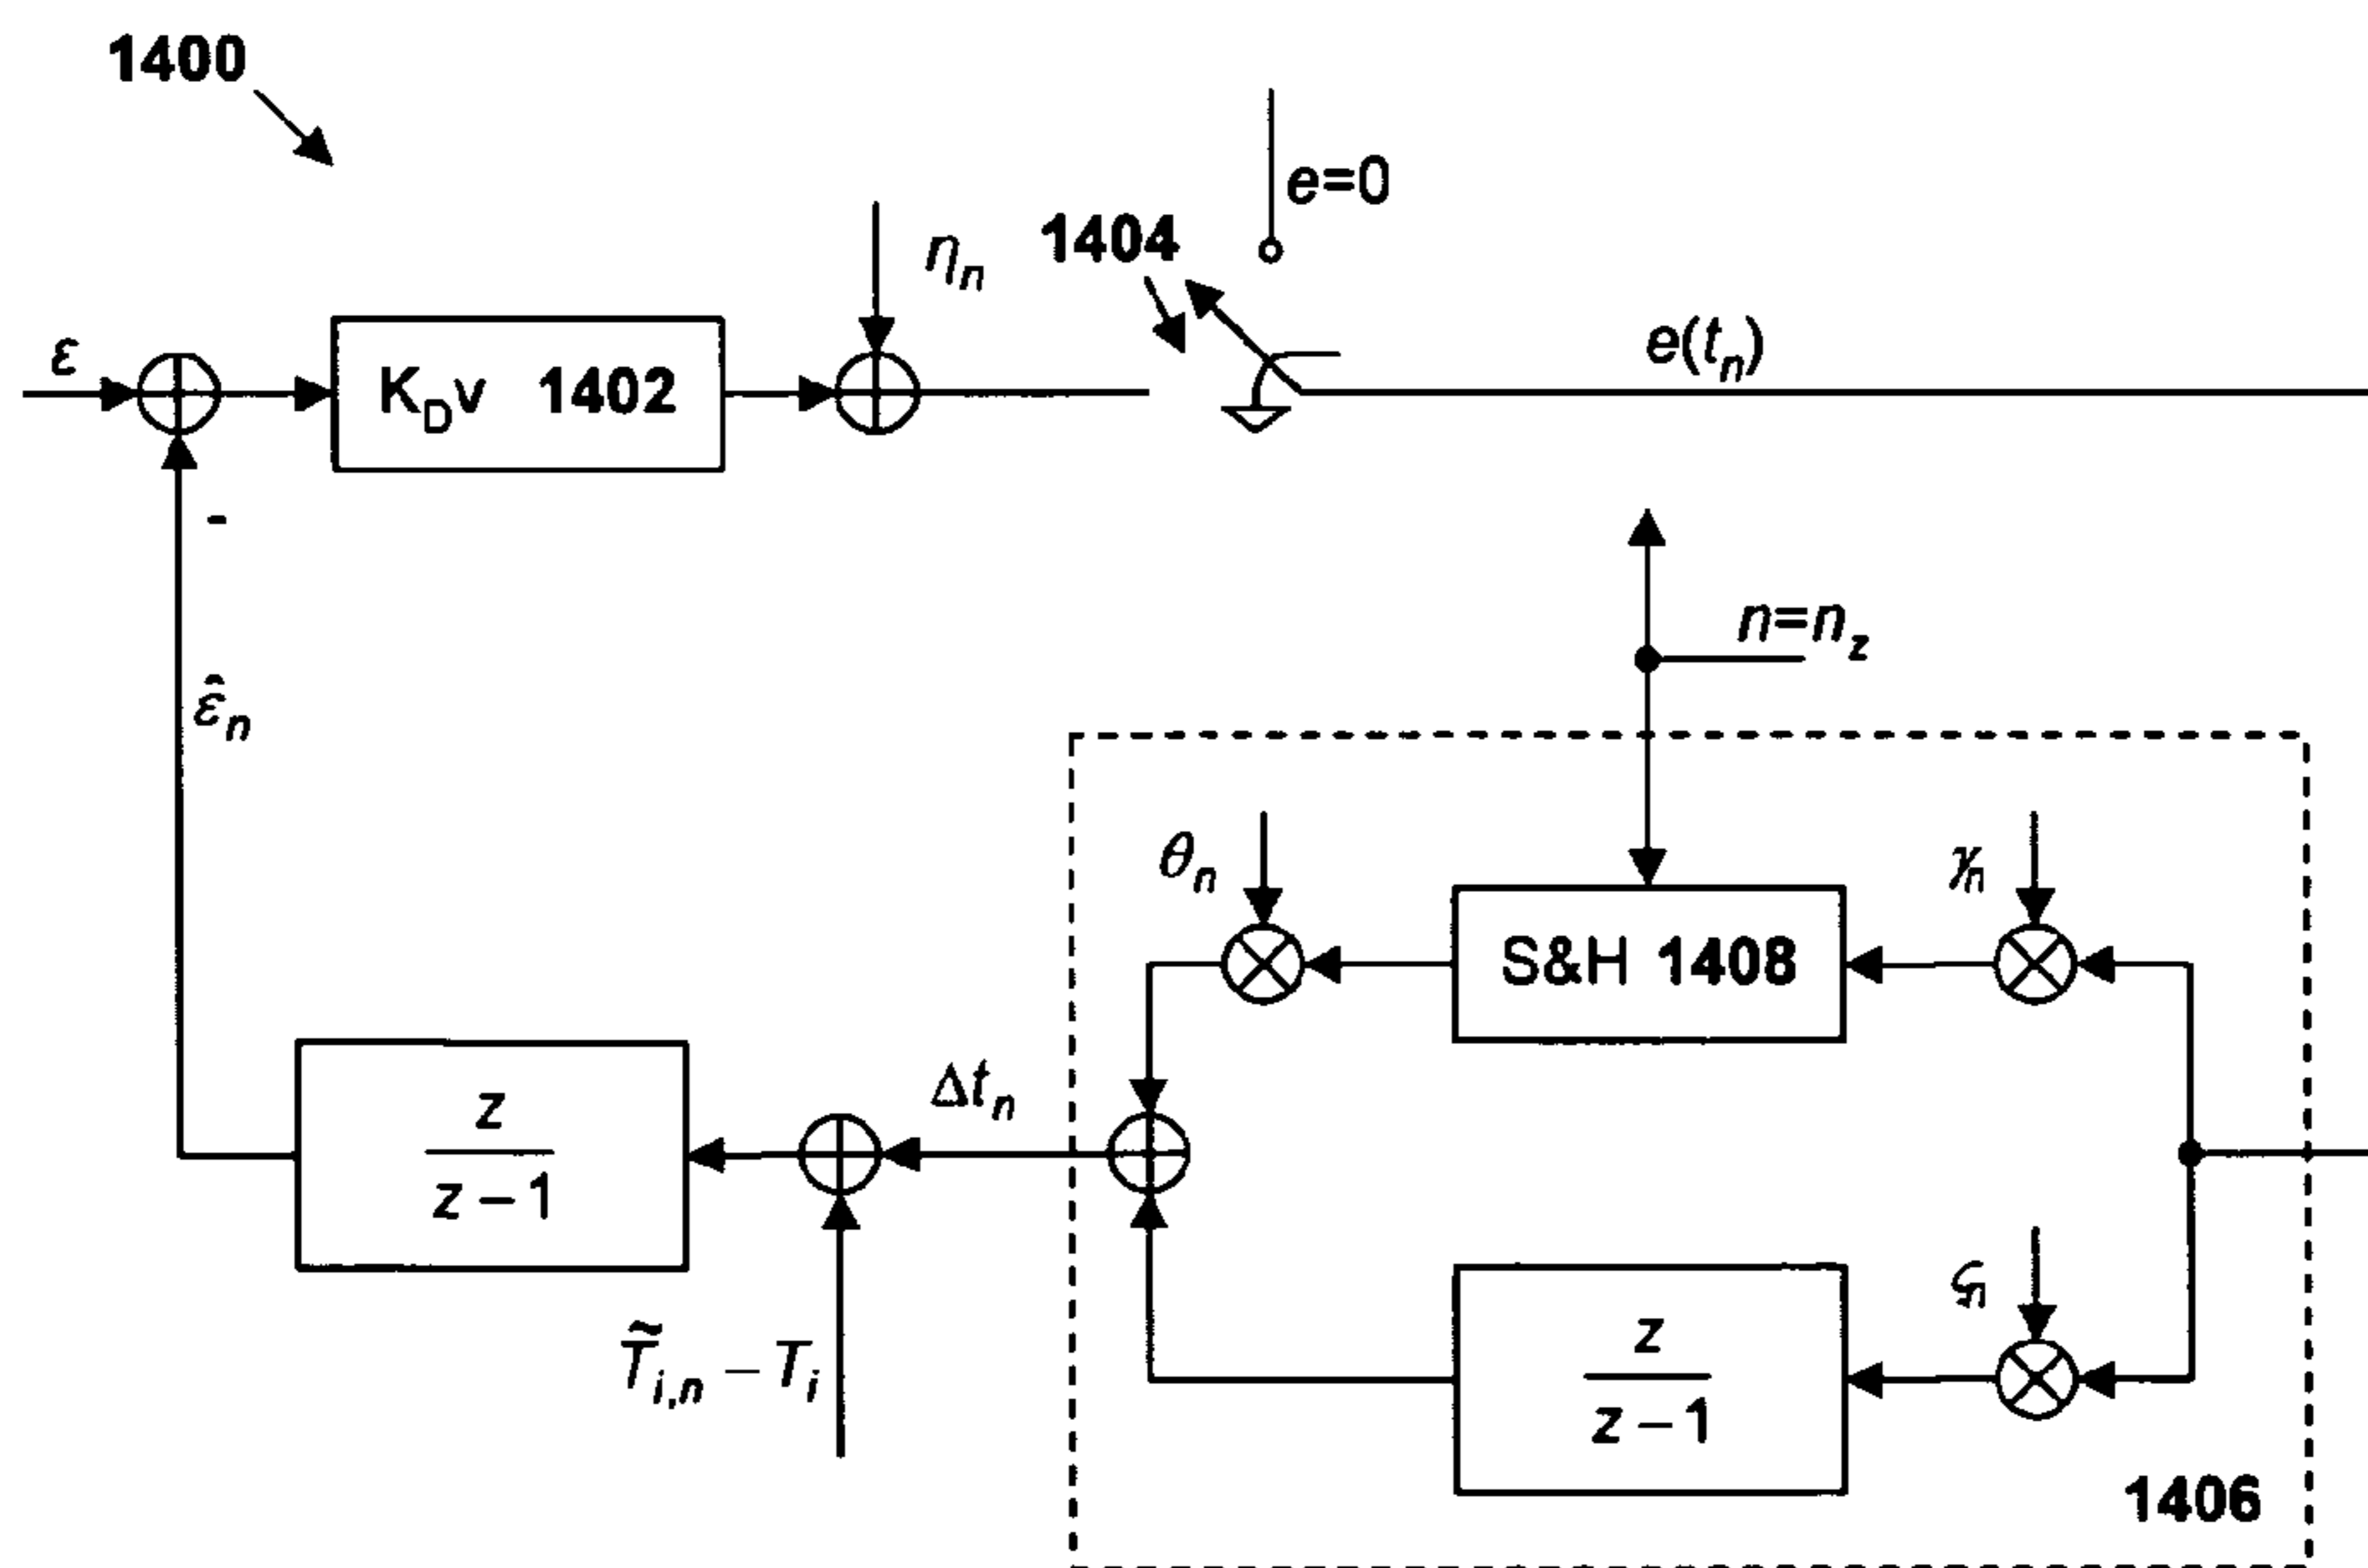 1400
e=0
1404
ηn
ε
KDv 1402
e(tn)
-
n=nz
ε̂n
θn
S&H 1408
γn
Δtn
z
z – 1
T̃i,n – Ti
ςn
z
z – 1
1406